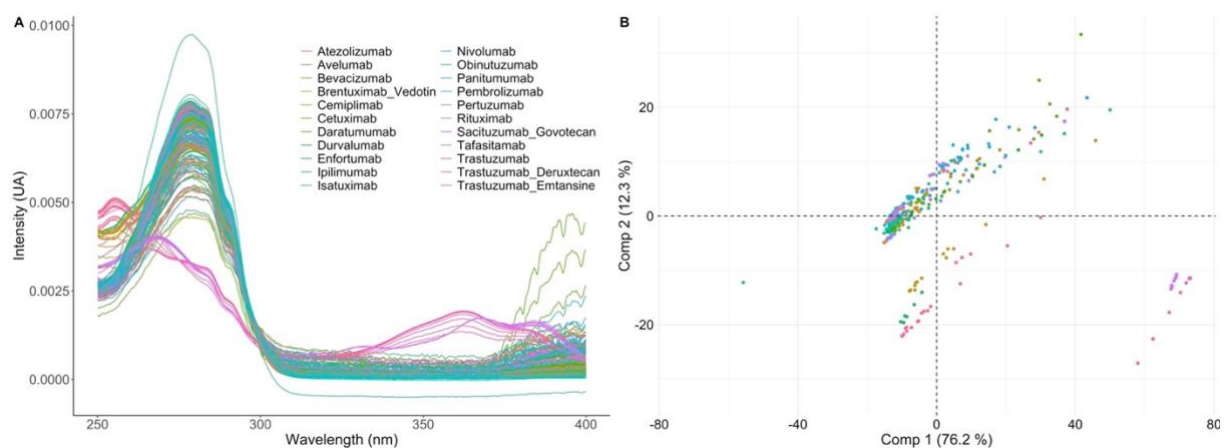 A
0.0100
0.0075
0.0050
0.0025
0.0000
Intensity (UA)
250
300
350
400
Wavelength (nm)
Atezolizumab
Avelumab
Bevacizumab
Brentuximab_Vedotin
Cemiplimab
Cetuximab
Daratumumab
Durvalumab
Enfortumab
Ipilimumab
Isatuximab
Nivolumab
Obinutuzumab
Panitumumab
Pembrolizumab
Pertuzumab
Rituximab
Sacituzumab_Govotecan
Tafasitamab
Trastuzumab
Trastuzumab_Deruxtecan
Trastuzumab_Emtansine
B
20
0
-20
Comp 2 (12.3 %)
-80
-40
0
40
80
Comp 1 (76.2 %)